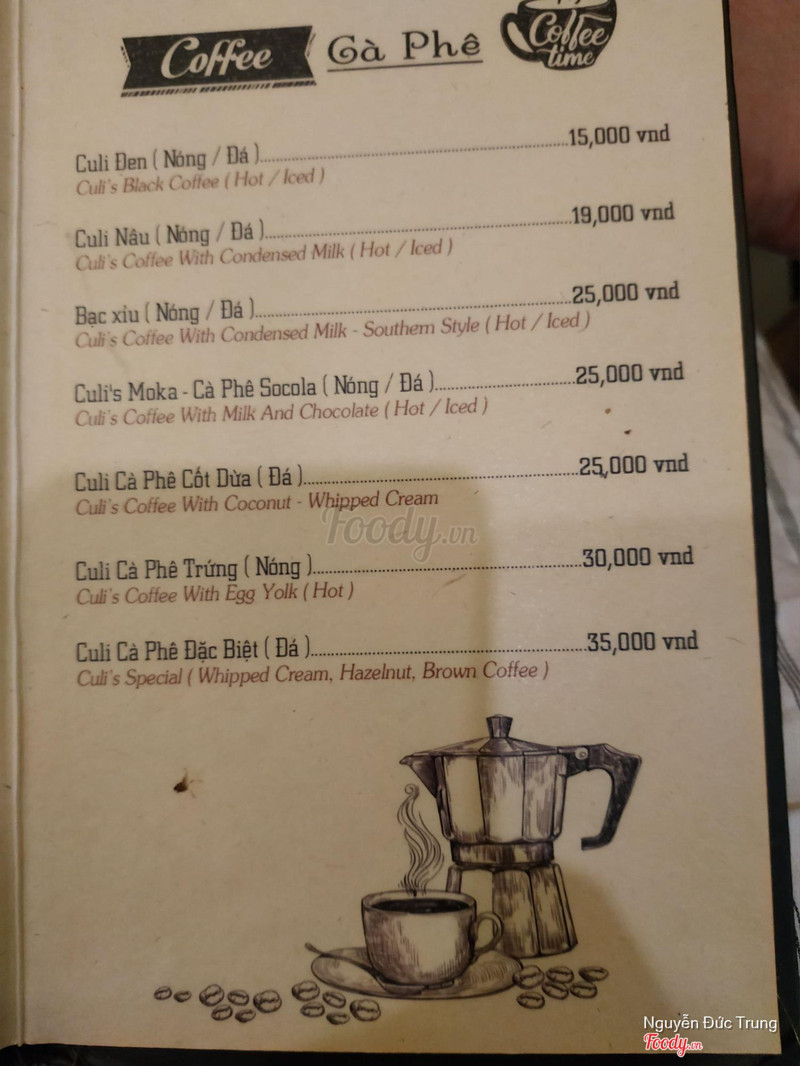 Coffee Cà Phê Coffee time
Culi Đen ( Nóng / Đá )........15,000 vnd
Culi's Black Coffee ( Hot / Iced )
Culi Nâu ( Nóng / Đá )........19,000 vnd
Culi's Coffee With Condensed Milk ( Hot / Iced )
Bạc xỉu ( Nóng / Đá )........25,000 vnd
Culi's Coffee With Condensed Milk - Southern Style ( Hot / Iced )
Culi's Moka - Cà Phê Socola ( Nóng / Đá )........25,000 vnd
Culi's Coffee With Milk And Chocolate ( Hot / Iced )
Culi Cà Phê Cốt Dừa ( Đá )........25,000 vnd
Culi's Coffee With Coconut - Whipped Cream
Foody.vn
Culi Cà Phê Trứng ( Nóng )........30,000 vnd
Culi's Coffee With Egg Yolk ( Hot )
Culi Cà Phê Đặc Biệt ( Đá )........35,000 vnd
Culi's Special ( Whipped Cream, Hazelnut, Brown Coffee )
Nguyễn Đức Trung
Foody.vn